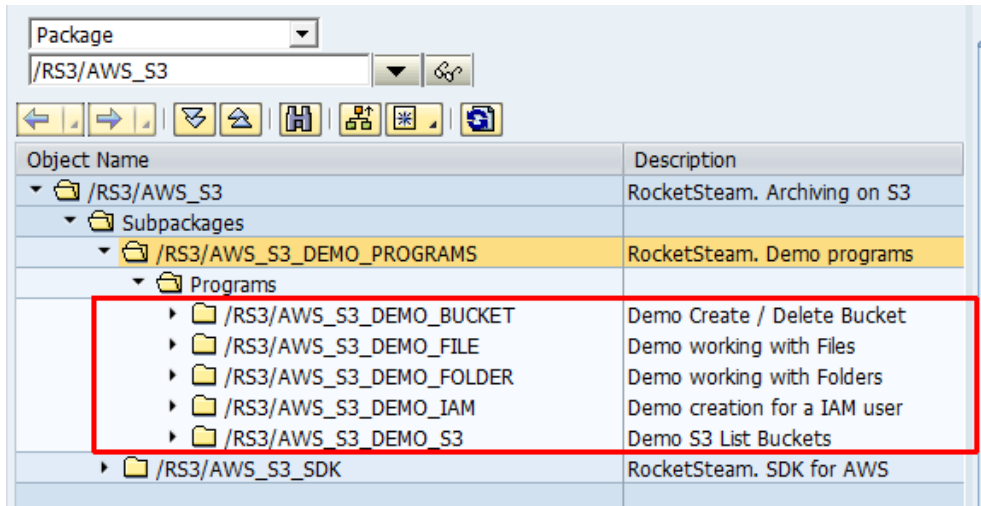 Package
/RS3/AWS_S3
Object Name Description
/RS3/AWS_S3 RocketSteam. Archiving on S3
Subpackages
/RS3/AWS_S3_DEMO_PROGRAMS RocketSteam. Demo programs
Programs
/RS3/AWS_S3_DEMO_BUCKET Demo Create / Delete Bucket
/RS3/AWS_S3_DEMO_FILE Demo working with Files
/RS3/AWS_S3_DEMO_FOLDER Demo working with Folders
/RS3/AWS_S3_DEMO_IAM Demo creation for a IAM user
/RS3/AWS_S3_DEMO_S3 Demo S3 List Buckets
/RS3/AWS_S3_SDK RocketSteam. SDK for AWS